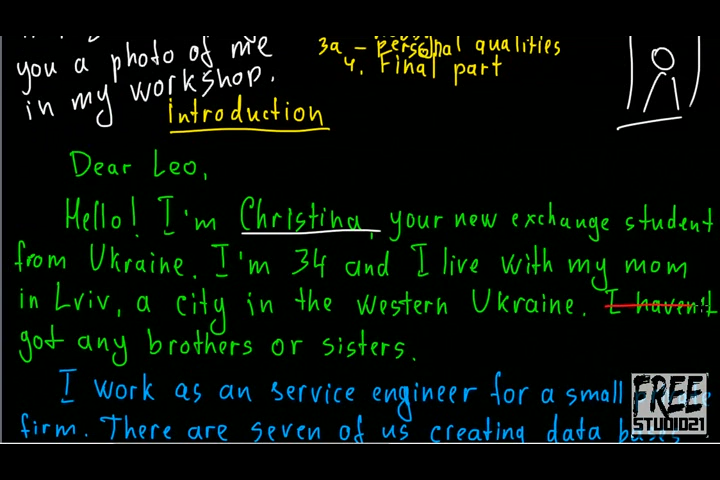 you a photo of me
in my workshop.
3a – personal qualities
4. Final part
introduction
Dear Leo,
Hello! I'm Christina, your new exchange student
from Ukraine. I'm 34 and I live with my mom
in Lviv, a city in the western Ukraine. I haven't
got any brothers or sisters.
I work as an service engineer for a small
firm. There are seven of us creating data bases
FREE
STUDIO21